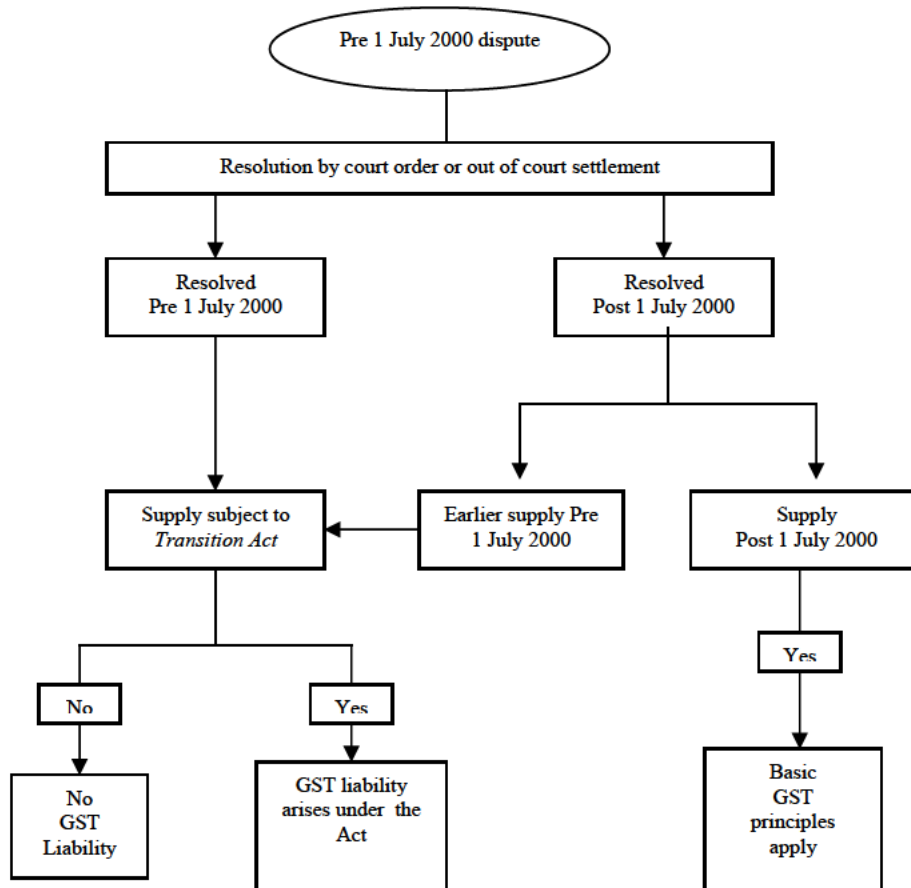 Pre 1 July 2000 dispute
Resolution by court order or out of court settlement
Resolved
Pre 1 July 2000
Resolved
Post 1 July 2000
Supply subject to
Transition Act
Earlier supply Pre
1 July 2000
Supply
Post 1 July 2000
No
Yes
Yes
No
GST
Liability
GST liability
arises under the
Act
Basic
GST
principles
apply